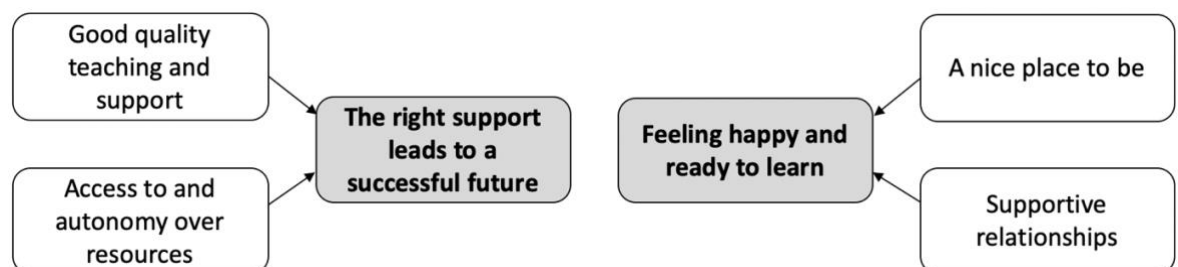 Good quality
teaching and
support
Access to and
autonomy over
resources
The right support
leads to a
successful future
Feeling happy and
ready to learn
A nice place to be
Supportive
relationships